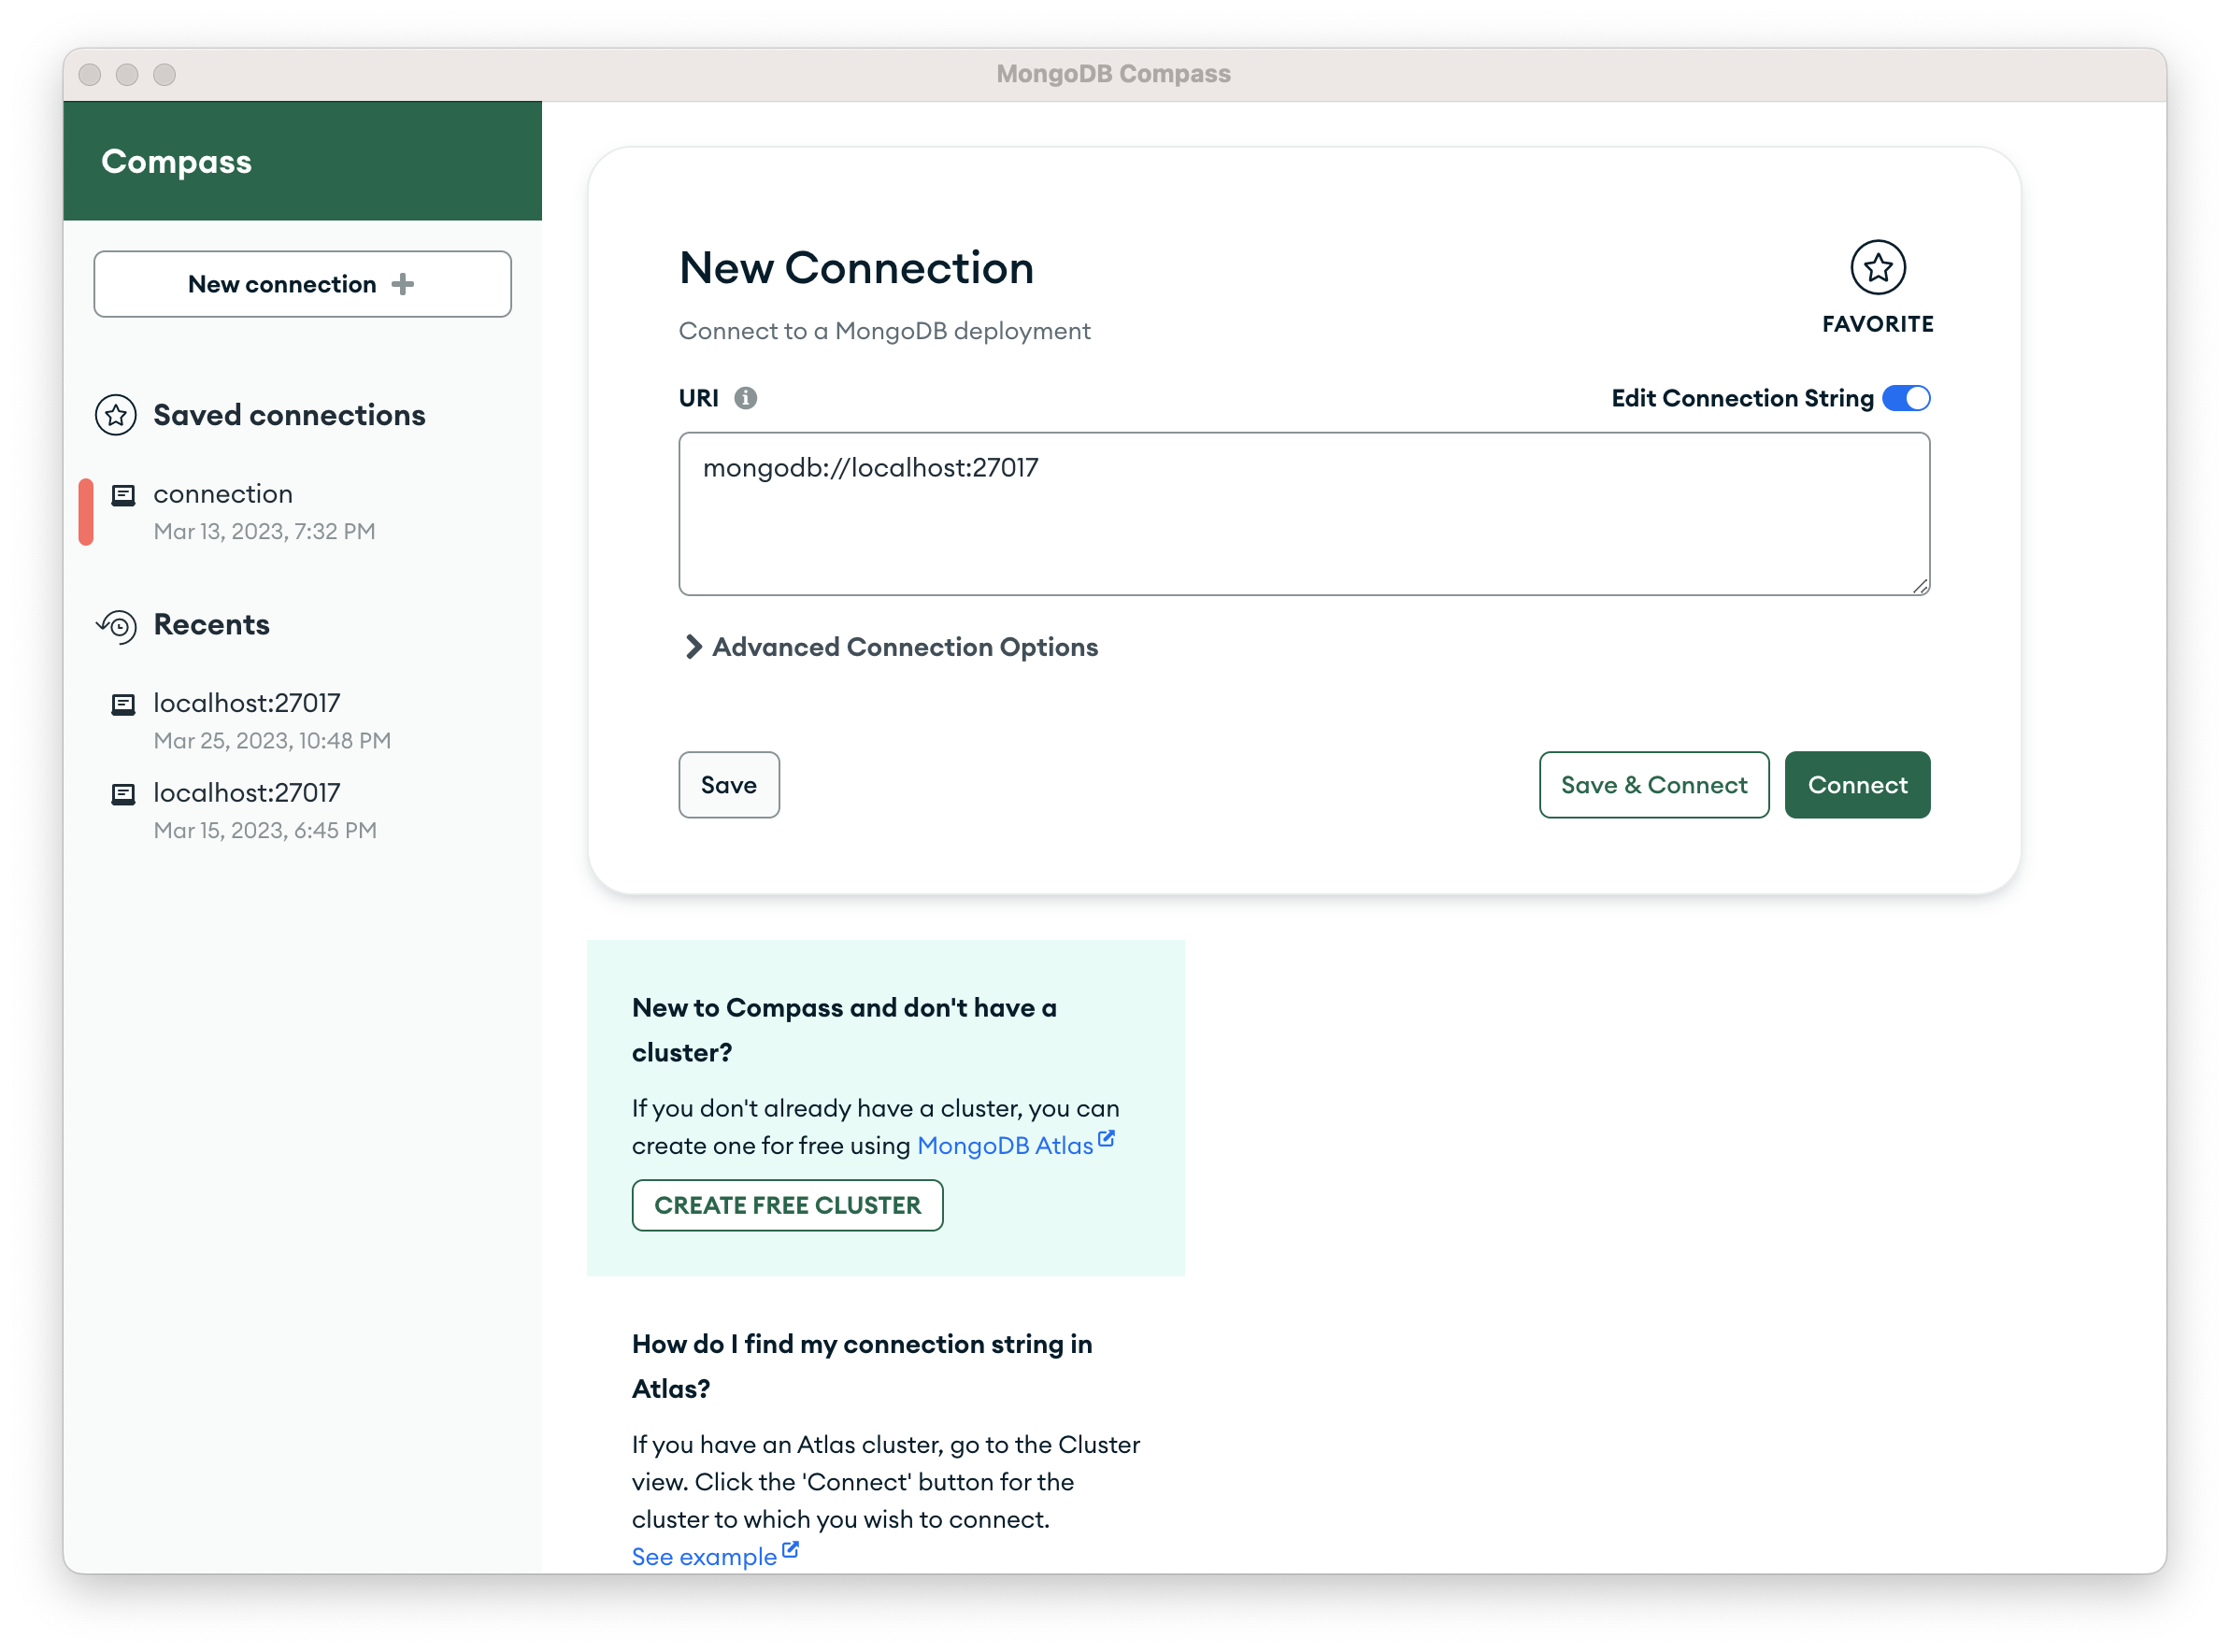 MongoDB Compass
Compass
New connection
Saved connections
connection
Mar 13, 2023, 7:32 PM
Recents
localhost:27017
Mar 25, 2023, 10:48 PM
localhost:27017
Mar 15, 2023, 6:45 PM
New Connection
FAVORITE
Connect to a MongoDB deployment
URI
Edit Connection String
mongodb://localhost:27017
Advanced Connection Options
Save
Save & Connect
Connect
New to Compass and don't have a
cluster?
If you don't already have a cluster, you can
create one for free using MongoDB Atlas
CREATE FREE CLUSTER
How do I find my connection string in
Atlas?
If you have an Atlas cluster, go to the Cluster
view. Click the 'Connect' button for the
cluster to which you wish to connect.
See example